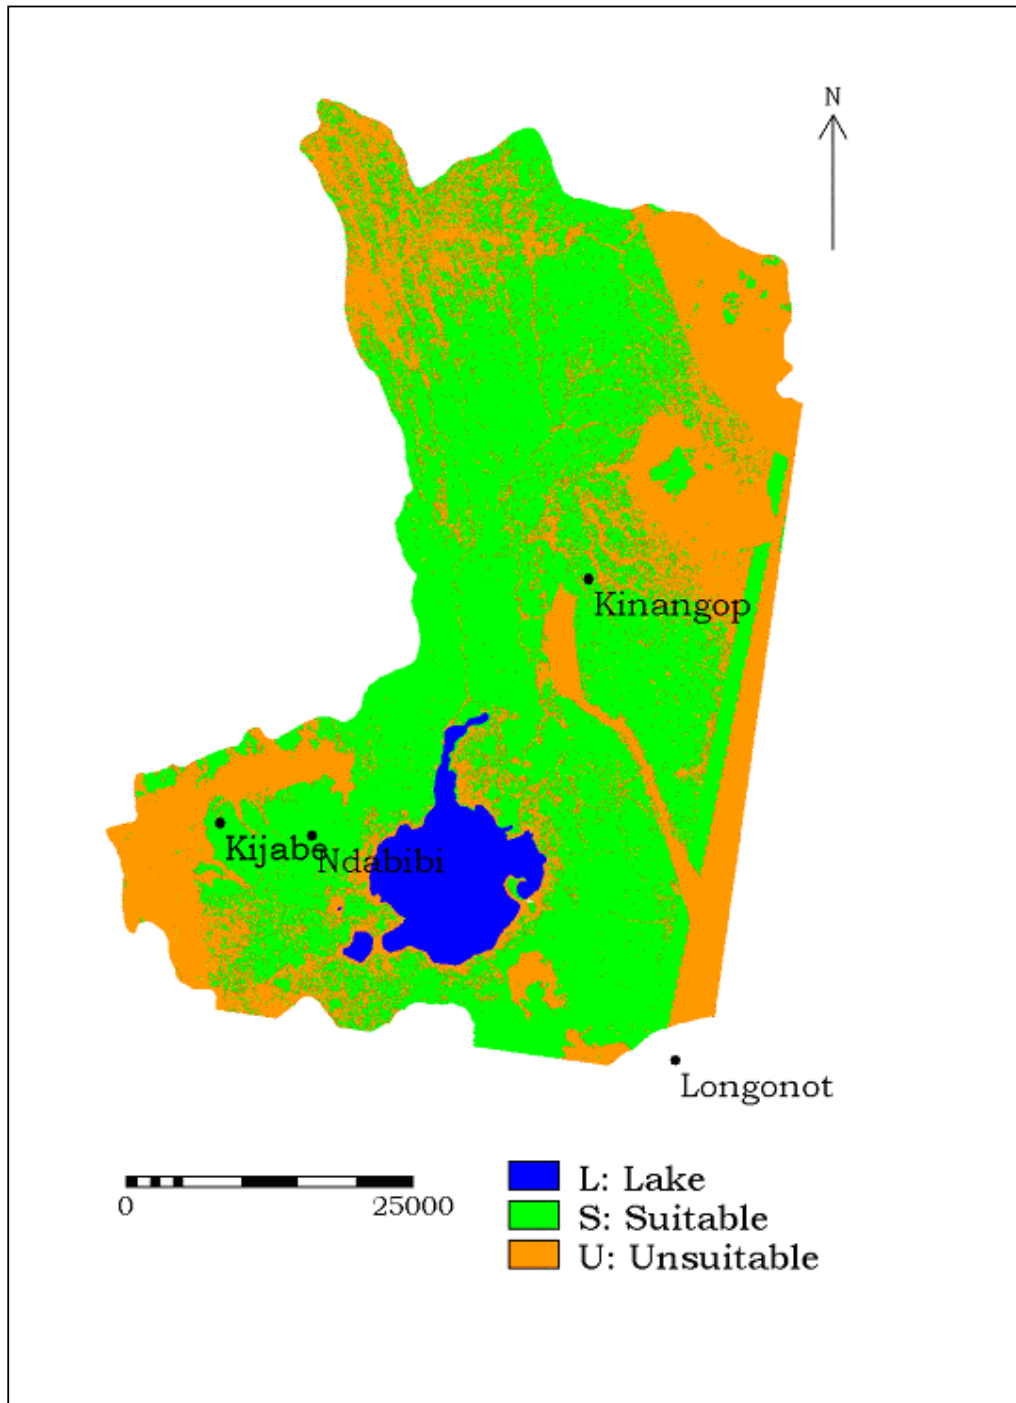 N
Kinangop
Kijabe
Ndabibi
Longonot
0 25000
L: Lake
S: Suitable
U: Unsuitable